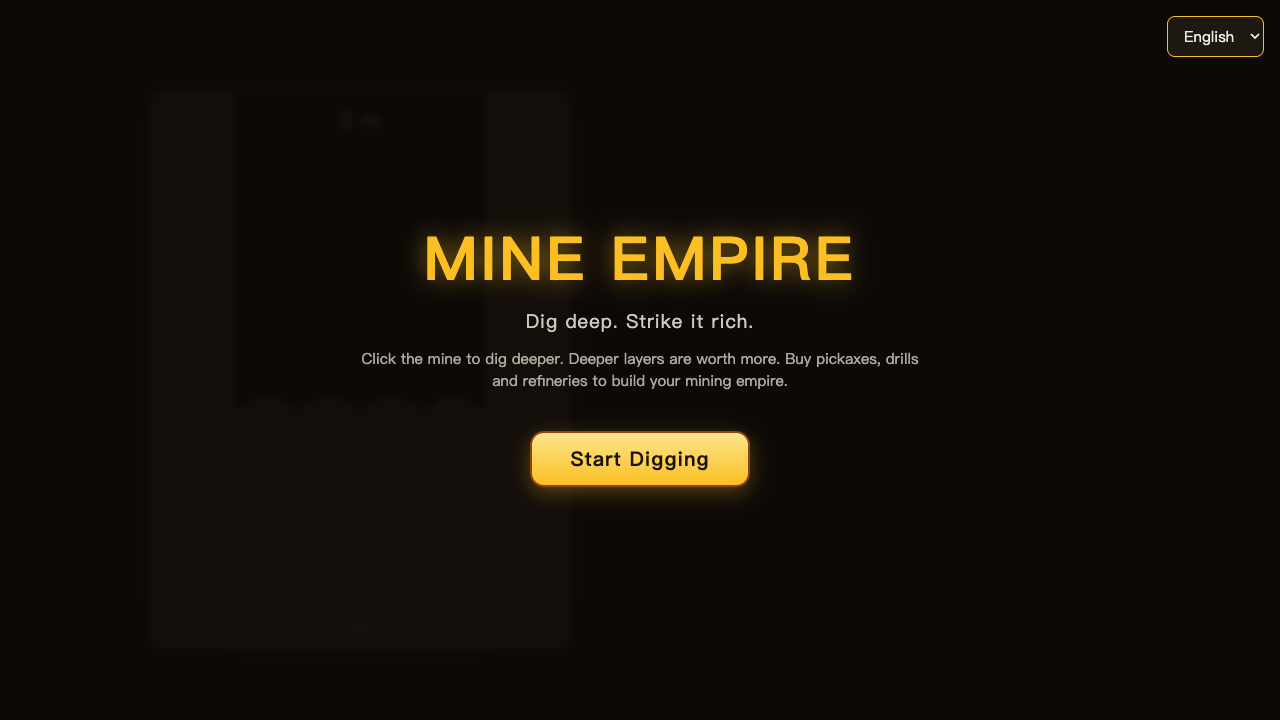 English
MINE EMPIRE
Dig deep. Strike it rich.
Click the mine to dig deeper. Deeper layers are worth more. Buy pickaxes, drills
and refineries to build your mining empire.
Start Digging